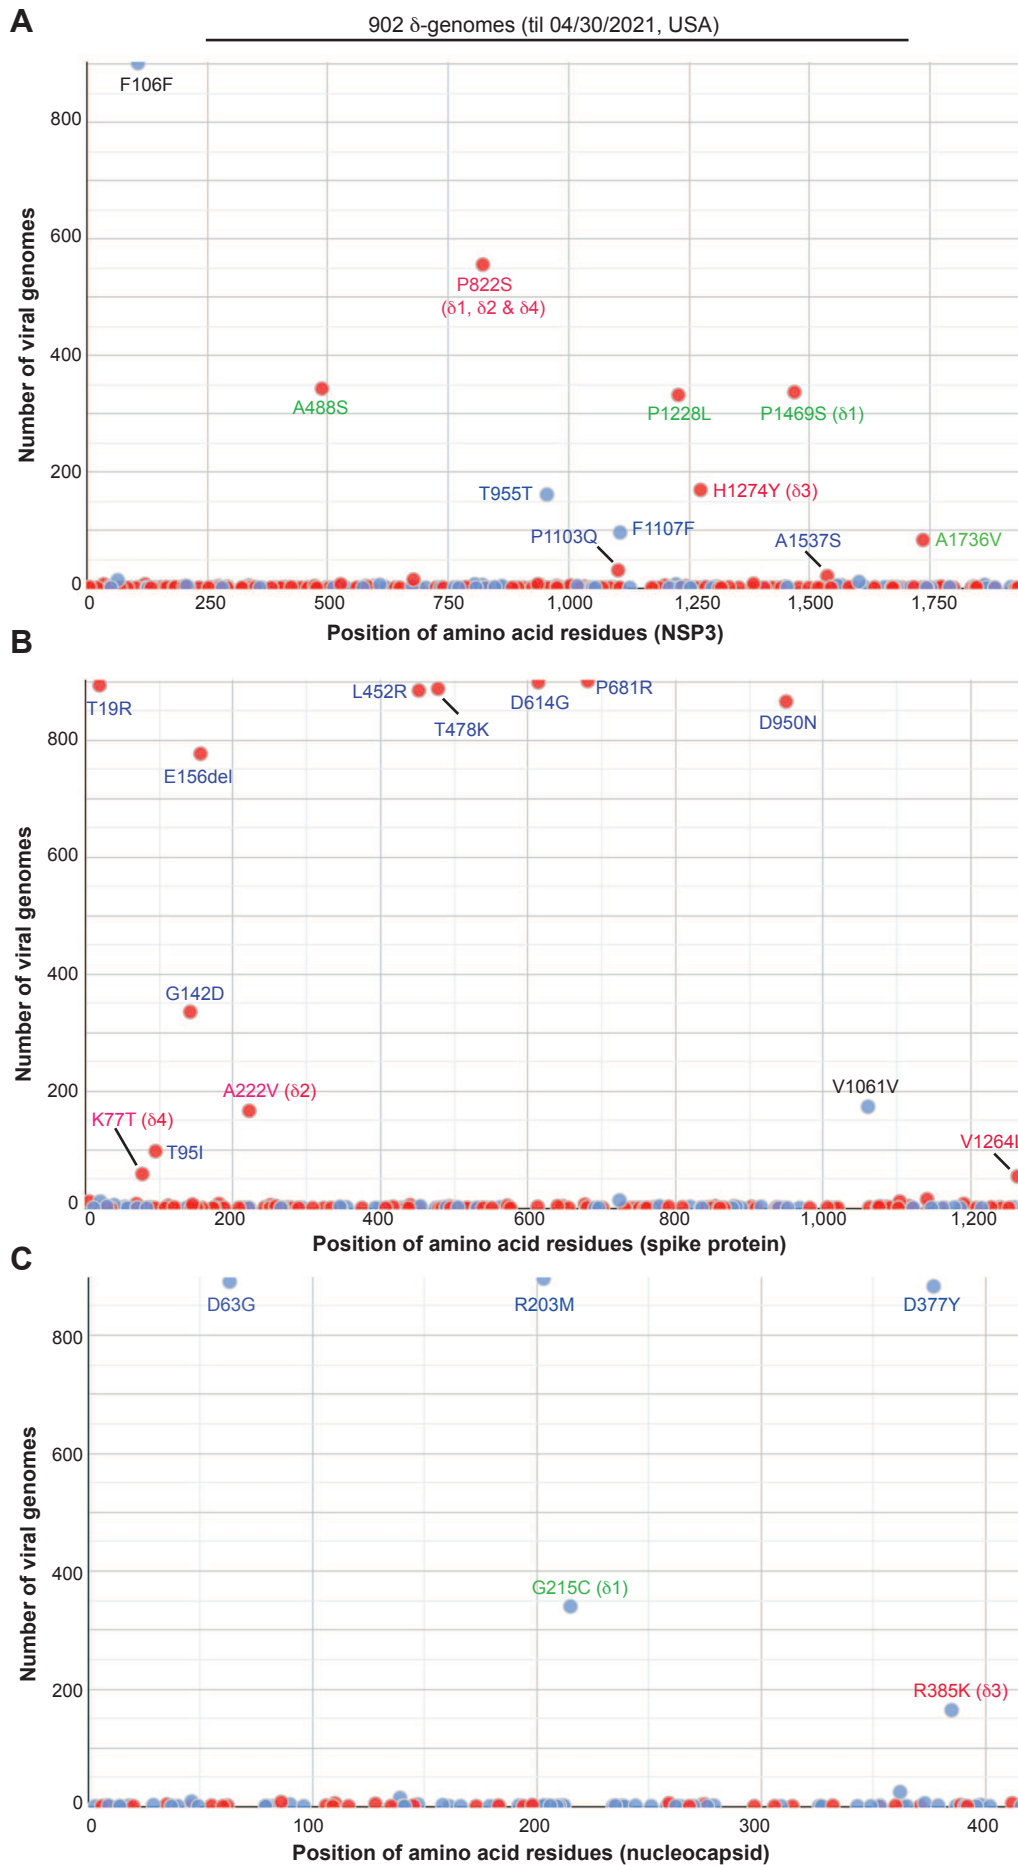 A
902 δ-genomes (til 04/30/2021, USA)
F106F
800
600
P822S
(δ1, δ2 & δ4)
400
A488S
P1228L
P1469S (δ1)
200
T955T
H1274Y (δ3)
P1103Q
F1107F
A1537S
A1736V
0
0 250 500 750 1,000 1,250 1,500 1,750
Number of viral genomes
Position of amino acid residues (NSP3)
B
T19R
L452R
T478K
D614G
P681R
D950N
800
E156del
600
400
G142D
200
A222V (δ2)
V1061V
K77T (δ4)
T95I
V1264L
0
0 200 400 600 800 1,000 1,200
Number of viral genomes
Position of amino acid residues (spike protein)
C
D63G
R203M
D377Y
800
600
400
G215C (δ1)
200
R385K (δ3)
0
0 100 200 300 400
Number of viral genomes
Position of amino acid residues (nucleocapsid)